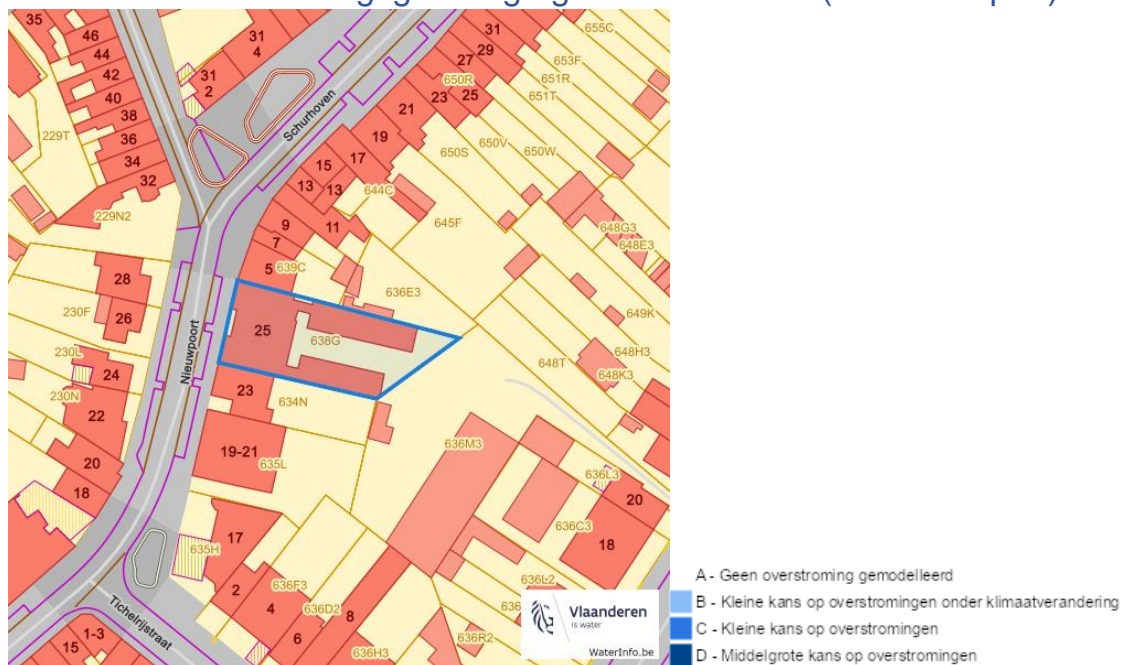 35
46
44
42
40
38
36
34
32
229T
229N2
31
4
31
2
Schurhoven
31
29
27
650R
23
25
21
19
17
15
13
13
644C
11
9
7
5
639C
655C
653F
651R
651T
650W
650V
650S
645F
648G3
648E3
649K
648H3
648K3
648T
636E3
28
26
230F
230L
24
230N
22
20
18
Nieuwpoort
25
638G
23
634N
19-21
635L
636M3
636L3
20
636C3
18
17
635H
2
636F3
4
636D2
6
8
636L2
636R2
636H3
Tichelrijstraat
1-3
15
Vlaanderen
is water
WaterInfo.be
A - Geen overstroming gemodelleerd
B - Kleine kans op overstromingen onder klimaatverandering
C - Kleine kans op overstromingen
D - Middelgrote kans op overstromingen